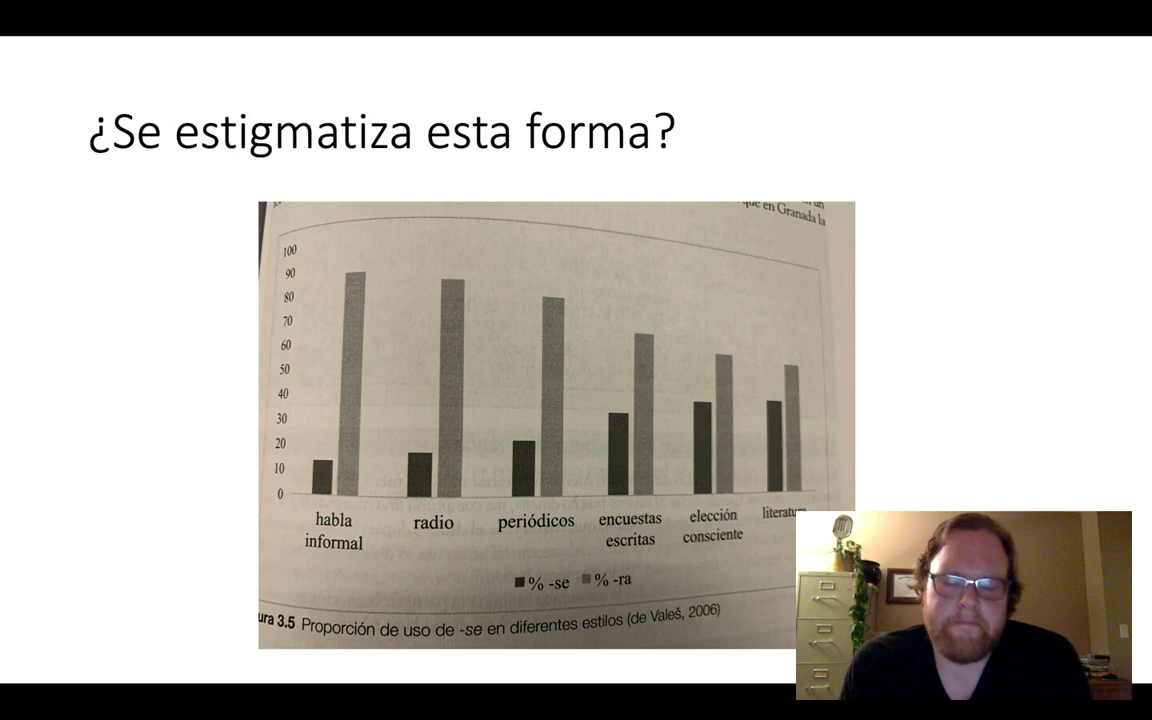 ¿Se estigmatiza esta forma?
que en Granada la
100
90
80
70
60
50
40
30
20
10
0
habla informal
radio
periódicos
encuestas escritas
elección consciente
% -se % -ra
3.5 Proporción de uso de -se en diferentes estilos (de Valeš, 2006)